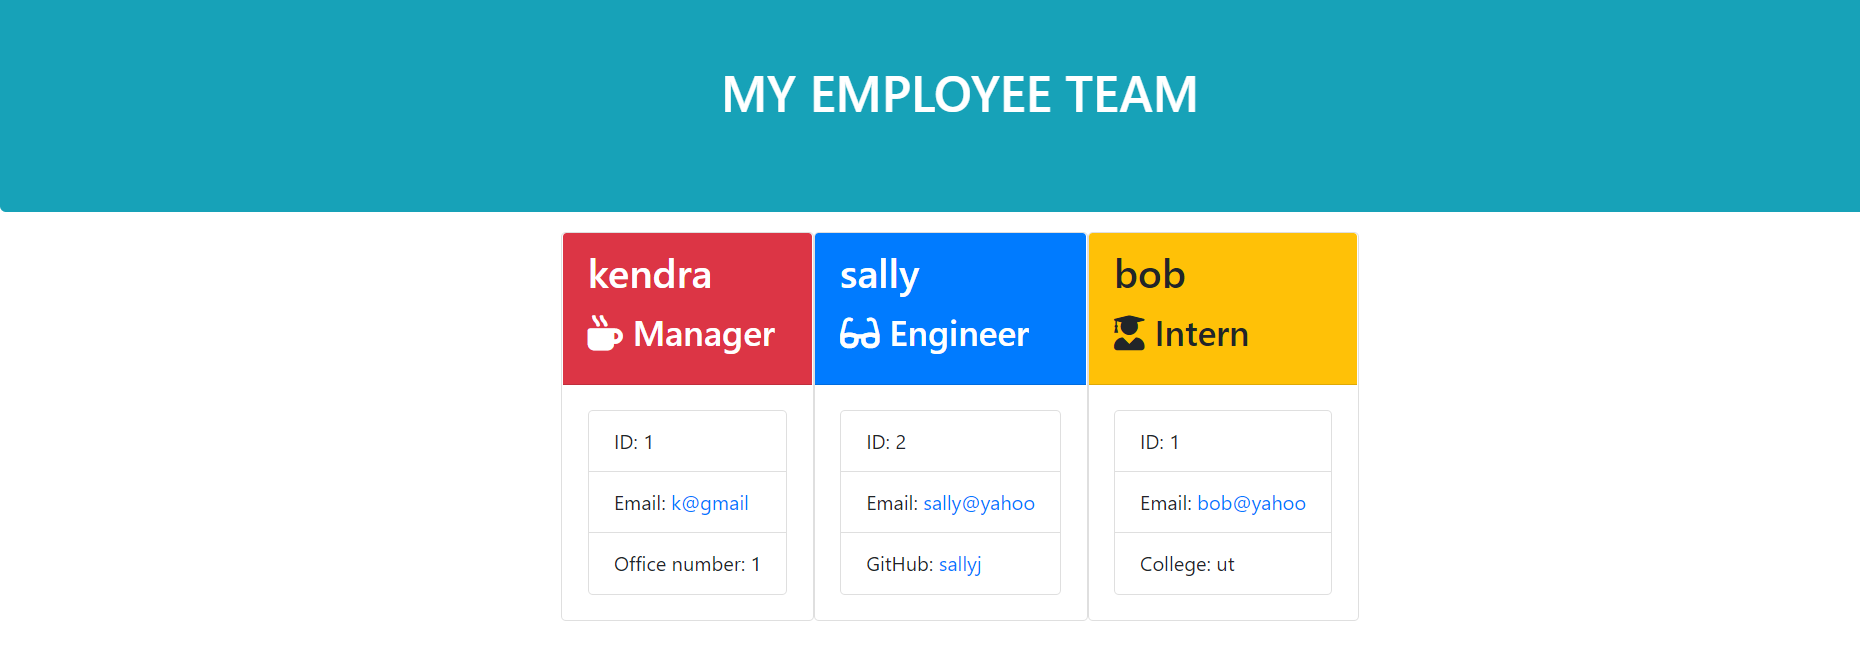 MY EMPLOYEE TEAM
kendra
Manager
ID: 1
Email: k@gmail
Office number: 1
sally
Engineer
ID: 2
Email: sally@yahoo
GitHub: sallyj
bob
Intern
ID: 1
Email: bob@yahoo
College: ut